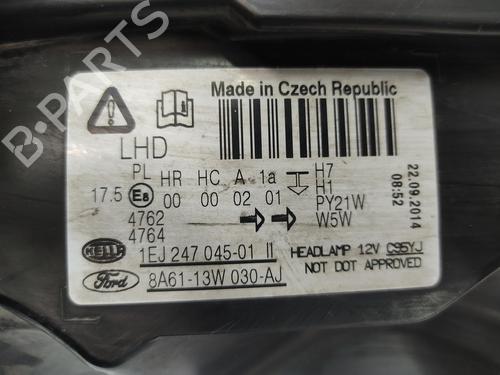 B-PARTS
Made in Czech Republic
LHD
PL HR HC A 1a H7
17.5 E8 00 00 02 01 H1
PY21W
4762 W5W
4764
22.09.2014
08:52
HELLA 1EJ 247 045-01 II
HEADLAMP 12V C95YJ
Ford 8A61-13W 030-AJ
NOT DOT APPROVED